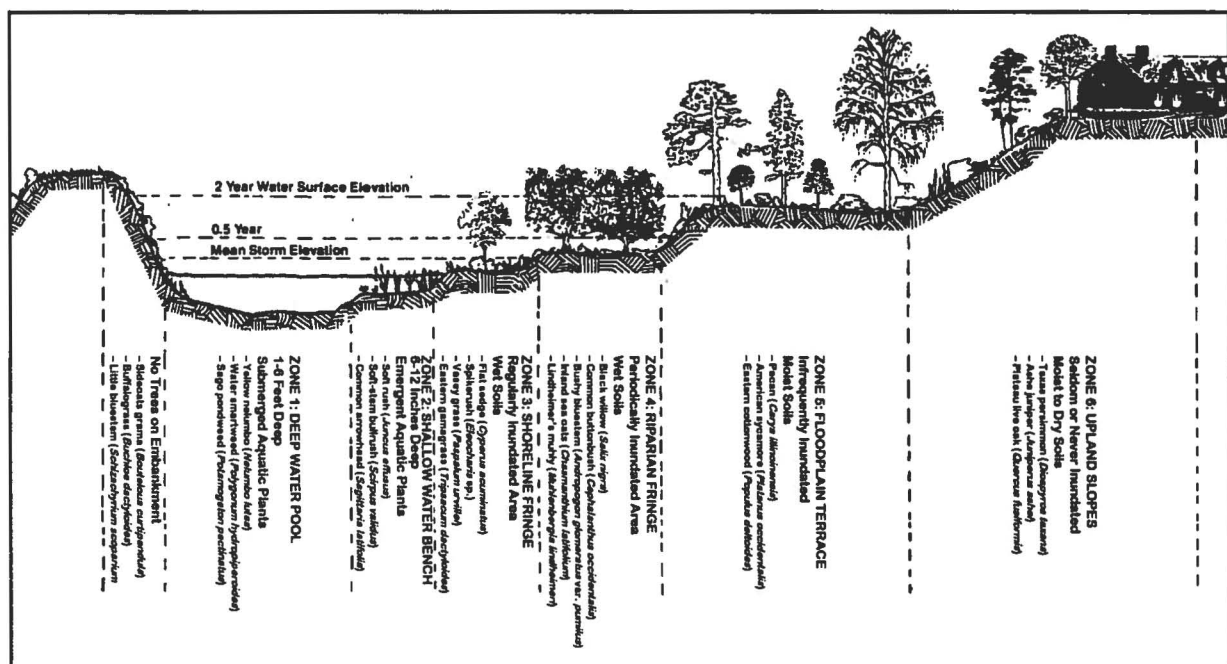 2 Year Water Surface Elevation
0.5 Year
Mean Storm Elevation
No Trees on Embankment
-Sideoats grama (Bouteloua curtipendula)
-Buffalograss (Buchloe dactyloides)
-Little bluestem (Schizachyrium scoparium)
ZONE 1: DEEP WATER POOL
1-6 Feet Deep
Submerged Aquatic Plants
-Yellow nelumbo (Nelumbo lutea)
-Water smartweed (Polygonum hydropiperoides)
-Sago pondweed (Potamogeton pectinatus)
ZONE 2: SHALLOW WATER BENCH
6-12 Inches Deep
Emergent Aquatic Plants
-Soft rush (Juncus effusus)
-Soft-stem bullrush (Scirpus validus)
-Common arrowhead (Sagittaria latifolia)
ZONE 3: SHORELINE FRINGE
Regularly Inundated Area
Wet Soils
-Flat sedge (Cyperus acuminatus)
-Spikerush (Eleocharis sp.)
-Vasey grass (Paspalum urvillei)
-Eastern gamagrass (Tripsacum dactyloides)
ZONE 4: RIPARIAN FRINGE
Periodically Inundated Area
Wet Soils
-Black willow (Salix nigra)
-Common buttonbush (Cephalanthus occidentalis)
-Bushy bluestem (Andropogon glomeratus var. pumilus)
-Inland sea oats (Chasmanthium latifolium)
-Lindheimer's muhly (Muhlenbergia lindheimeri)
ZONE 5: FLOODPLAIN TERRACE
Infrequently Inundated
Moist Soils
-Pecan (Carya illinoinensis)
-American sycamore (Platanus occidentalis)
-Eastern cottonwood (Populus deltoides)
ZONE 6: UPLAND SLOPES
Seldom or Never Inundated
Moist to Dry Soils
-Texas persimmon (Diospyros texana)
-Ashe juniper (Juniperus ashei)
-Plateau live oak (Quercus fusiformis)